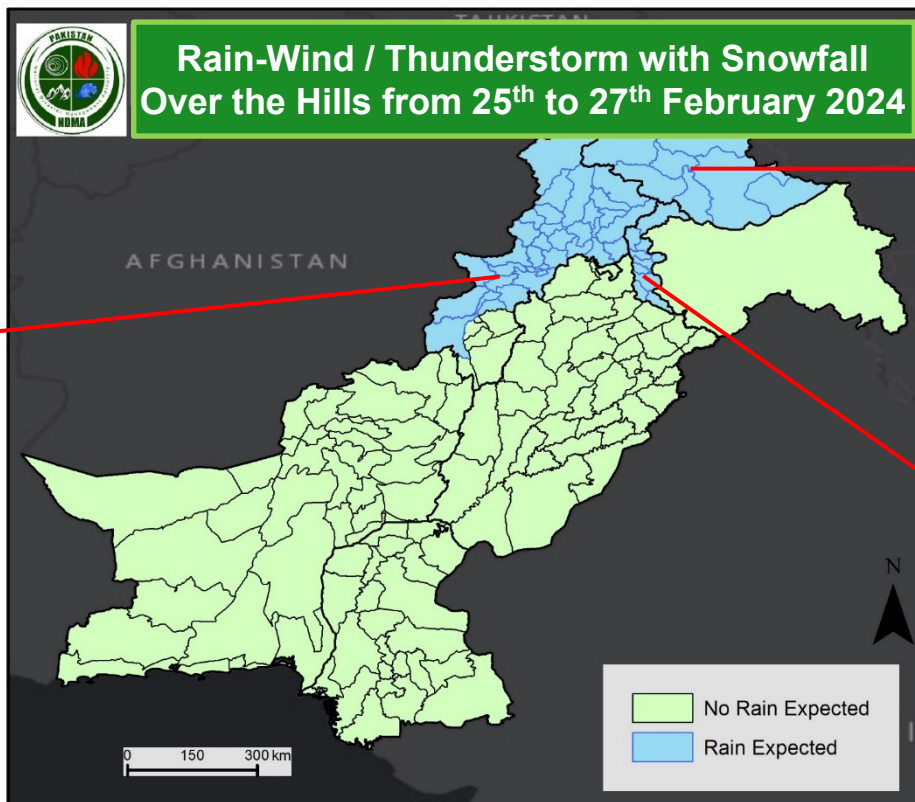 TAJIKISTAN
PAKISTAN
NDMA
Rain-Wind / Thunderstorm with Snowfall
Over the Hills from 25th to 27th February 2024
AFGHANISTAN
N
No Rain Expected
Rain Expected
0 150 300 km